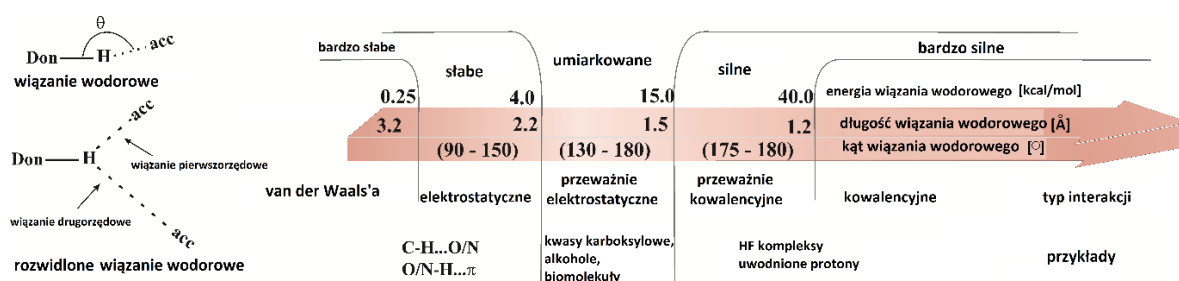 θ
Don—H·····acc
wiązanie wodorowe
acc
Don—H
wiązanie pierwszorzędowe
wiązanie drugorzędowe
acc
rozwidlone wiązanie wodorowe
bardzo słabe
słabe
umiarkowane
silne
bardzo silne
0.25 4.0 15.0 40.0 energia wiązania wodorowego [kcal/mol]
3.2 2.2 1.5 1.2 długość wiązania wodorowego [Å]
(90 - 150) (130 - 180) (175 - 180) kąt wiązania wodorowego [○]
van der Waals'a
elektrostatyczne
przeważnie
elektrostatyczne
przeważnie
kowalencyjne
kowalencyjne
typ interakcji
C-H...O/N
O/N-H...π
kwasy karboksylowe,
alkohole,
biomolekuły
HF kompleksy
uwodnione protony
przykłady